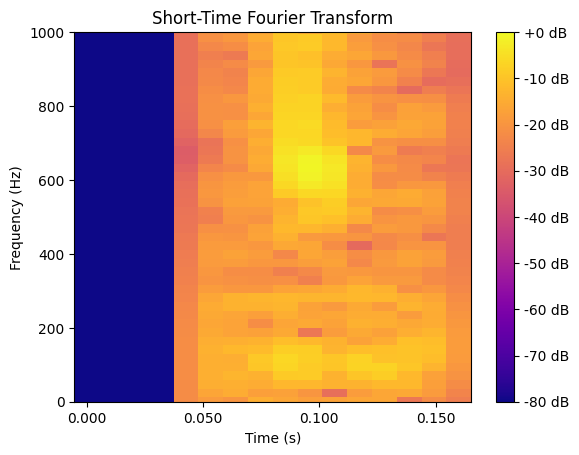 Short-Time Fourier Transform
1000
800
600
400
200
0
Frequency (Hz)
0.000
0.050
0.100
0.150
Time (s)
+0 dB
-10 dB
-20 dB
-30 dB
-40 dB
-50 dB
-60 dB
-70 dB
-80 dB